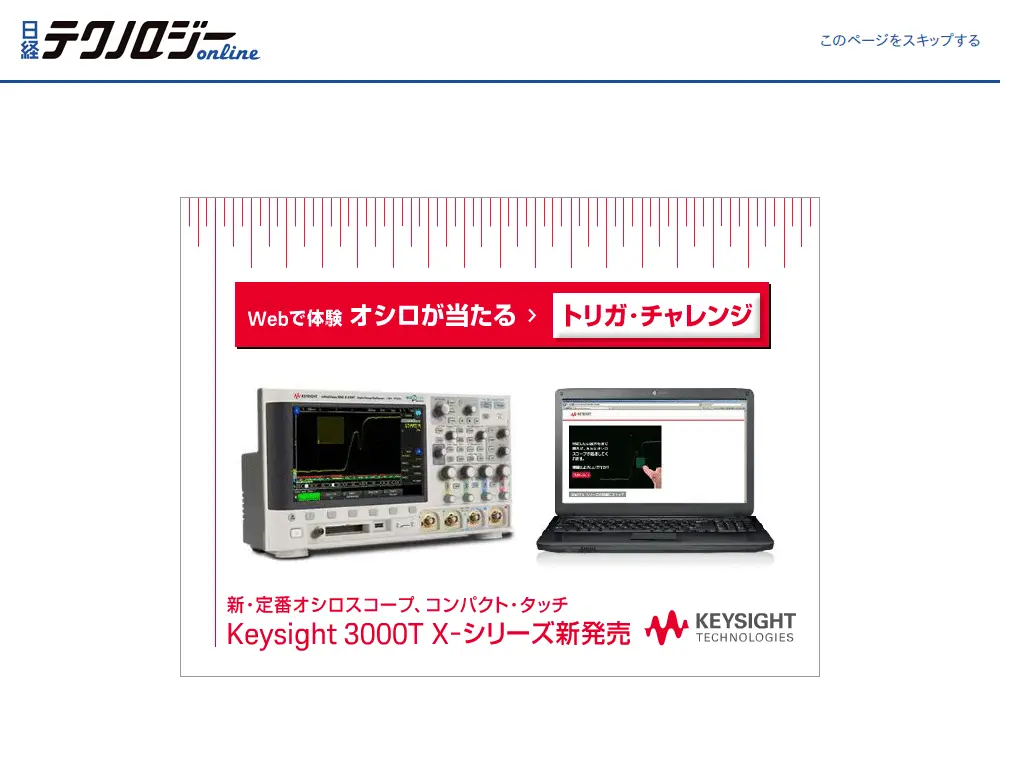 日経テクノロジーonline
このページをスキップする
Webで体験 オシロが当たる › トリガ・チャレンジ
KEYSIGHT
KEYSIGHT
新・定番オシロスコープ、コンパクト・タッチ
Keysight 3000T X-シリーズ新発売
KEYSIGHT
TECHNOLOGIES